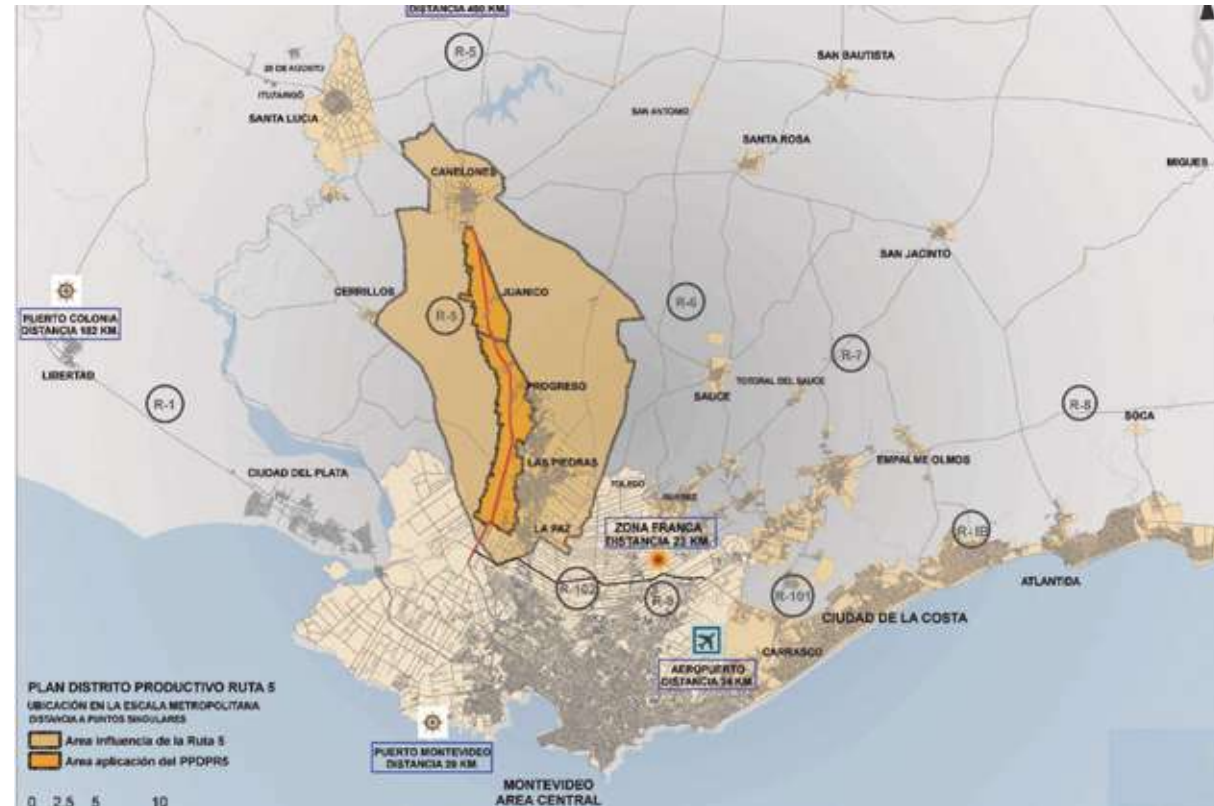 DISTANCIA 460 KM.
R-5
SAN BAUTISTA
25 DE AGOSTO
ITUZAINGÓ
SANTA LUCIA
SAN ANTONIO
SANTA ROSA
MIGUES
CANELONES
SAN JACINTO
CERRILLOS
JUANICO
R-5
R-6
PUERTO COLONIA
DISTANCIA 182 KM.
LIBERTAD
R-1
R-7
PROGRESO
SAUCE
TOTORAL DEL SAUCE
R-8
SOCA
CIUDAD DEL PLATA
LAS PIEDRAS
EMPALME OLMOS
TOLEDO
SUAREZ
LA PAZ
ZONA FRANCA
DISTANCIA 23 KM.
R-IB
R-102
R-9
R-101
ATLANTIDA
CIUDAD DE LA COSTA
CARRASCO
AEROPUERTO
DISTANCIA 34 KM.
PLAN DISTRITO PRODUCTIVO RUTA 5
UBICACIÓN EN LA ESCALA METROPOLITANA
DISTANCIA A PUNTOS SINGULARES
Area influencia de la Ruta 5
Area aplicación del PPDPR5
PUERTO MONTEVIDEO
DISTANCIA 29 KM.
MONTEVIDEO
AREA CENTRAL
0 2.5 5 10